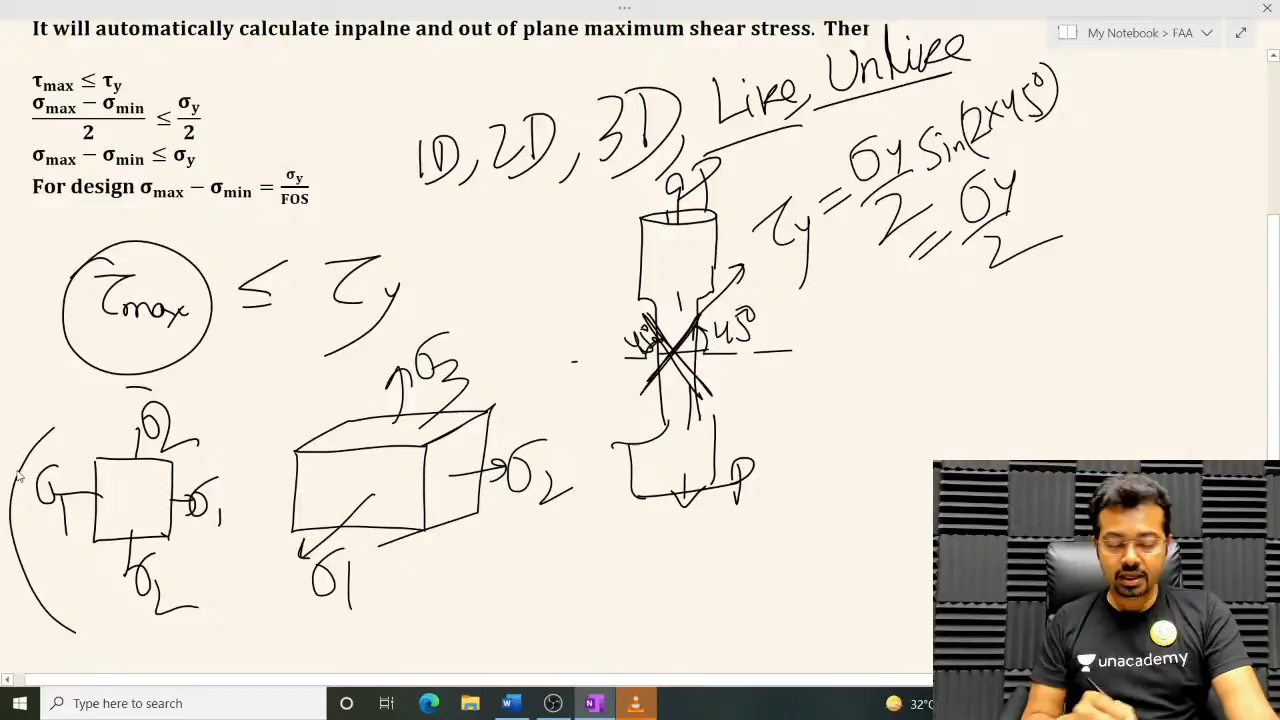 It will automatically calculate inpalne and out of plane maximum shear stress. Ther
My Notebook > FAA
τmax ≤ τy
σmax − σmin / 2 ≤ σy / 2
σmax − σmin ≤ σy
For design σmax − σmin = σy / FOS
1D, 2D, 3D, Like, Unlike
τy = σy / 2 sin(2×45°)
= σy / 2
τmax ≤ τy
P
45°
45°
σ3
σ2
σ1
σ2
σ1
σ1
σ2
P
unacademy
Type here to search
32°C